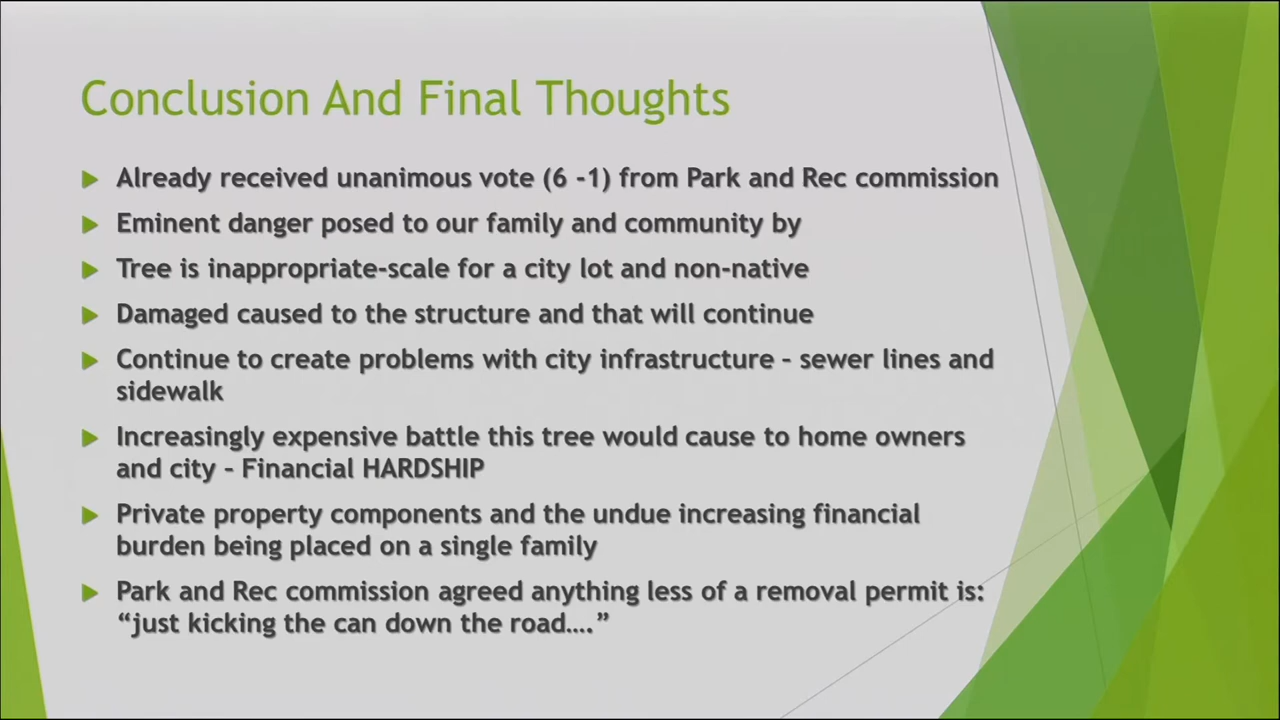 Conclusion And Final Thoughts
Already received unanimous vote (6 -1) from Park and Rec commission
Eminent danger posed to our family and community by
Tree is inappropriate-scale for a city lot and non-native
Damaged caused to the structure and that will continue
Continue to create problems with city infrastructure – sewer lines and
sidewalk
Increasingly expensive battle this tree would cause to home owners
and city – Financial HARDSHIP
Private property components and the undue increasing financial
burden being placed on a single family
Park and Rec commission agreed anything less of a removal permit is:
“just kicking the can down the road….”